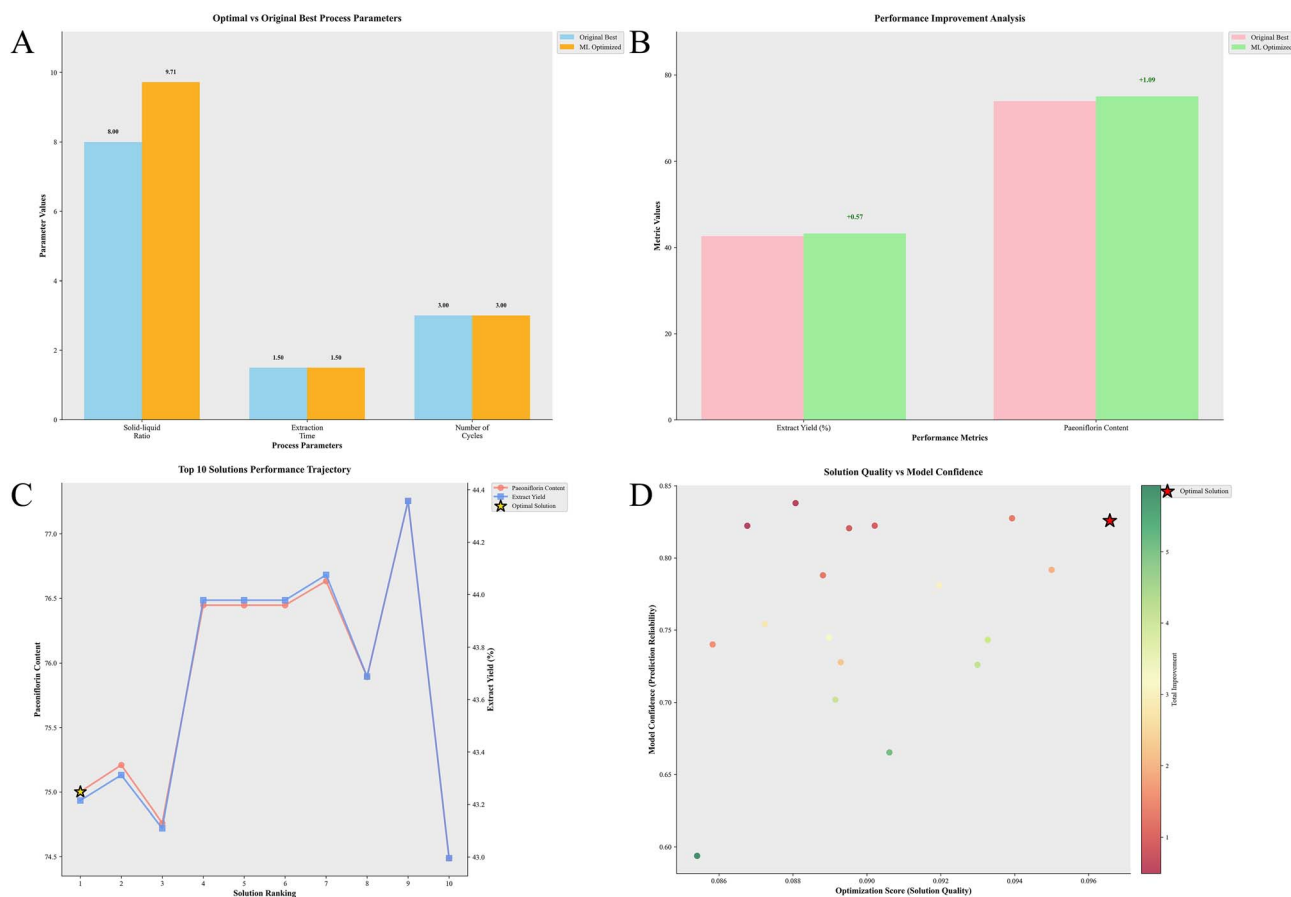 A
Optimal vs Original Best Process Parameters
Original Best
ML Optimized
Parameter Values
10
8
6
4
2
0
8.00
9.71
1.50
1.50
3.00
3.00
Solid-liquid
Ratio
Extraction
Time
Number of
Cycles
Process Parameters
B
Performance Improvement Analysis
Original Best
ML Optimized
Metric Values
80
60
40
20
0
+0.57
+1.09
Extract Yield (%)
Paeoniflorin Content
Performance Metrics
C
Top 10 Solutions Performance Trajectory
Paeoniflorin Content
Extract Yield
Optimal Solution
Paeoniflorin Content
77.0
76.5
76.0
75.5
75.0
74.5
44.4
44.2
44.0
43.8
43.6
43.4
43.2
43.0
Extract Yield (%)
1 2 3 4 5 6 7 8 9 10
Solution Ranking
D
Solution Quality vs Model Confidence
Optimal Solution
Model Confidence (Prediction Reliability)
0.85
0.80
0.75
0.70
0.65
0.60
0.086 0.088 0.090 0.092 0.094 0.096
Optimization Score (Solution Quality)
5
4
3
2
1
Total Improvement